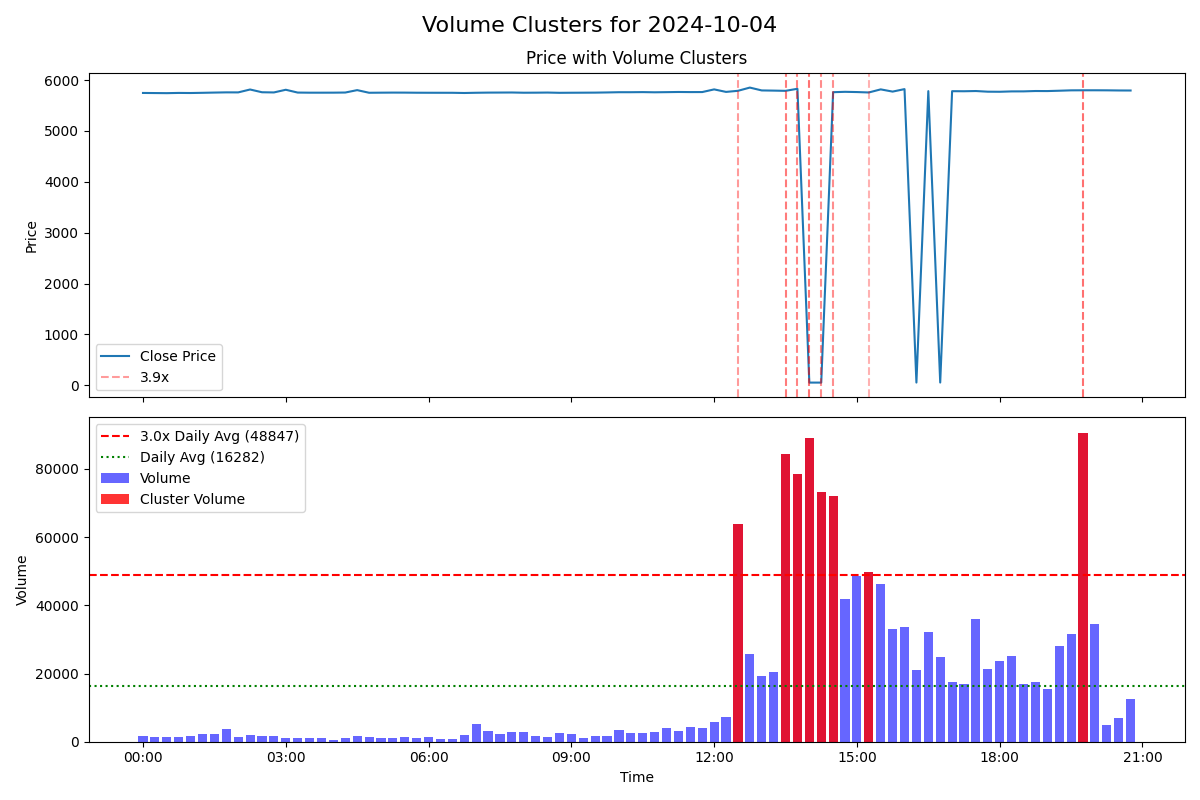 Volume Clusters for 2024-10-04
Price with Volume Clusters
6000
5000
4000
3000
2000
1000
0
Price
Close Price
3.9x
3.0x Daily Avg (48847)
Daily Avg (16282)
Volume
Cluster Volume
80000
60000
40000
20000
0
Volume
00:00 03:00 06:00 09:00 12:00 15:00 18:00 21:00
Time